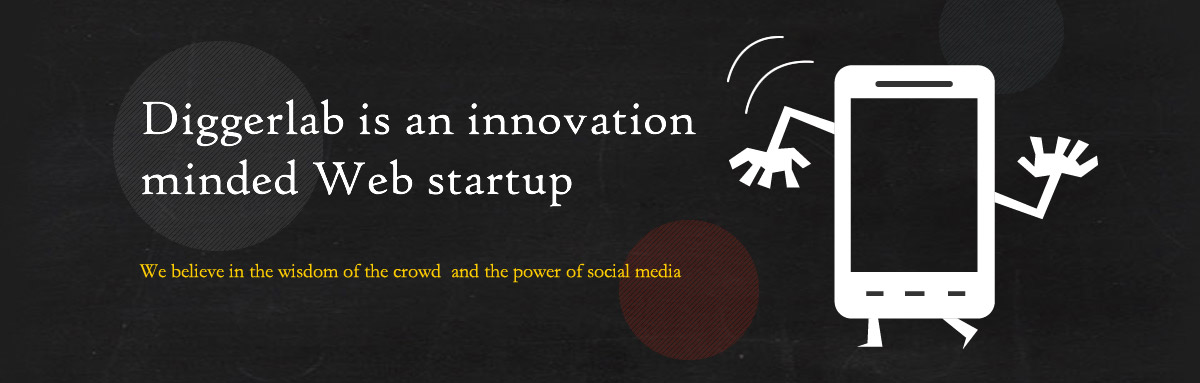 Diggerlab is an innovation
minded Web startup
We believe in the wisdom of the crowd  and the power of social media